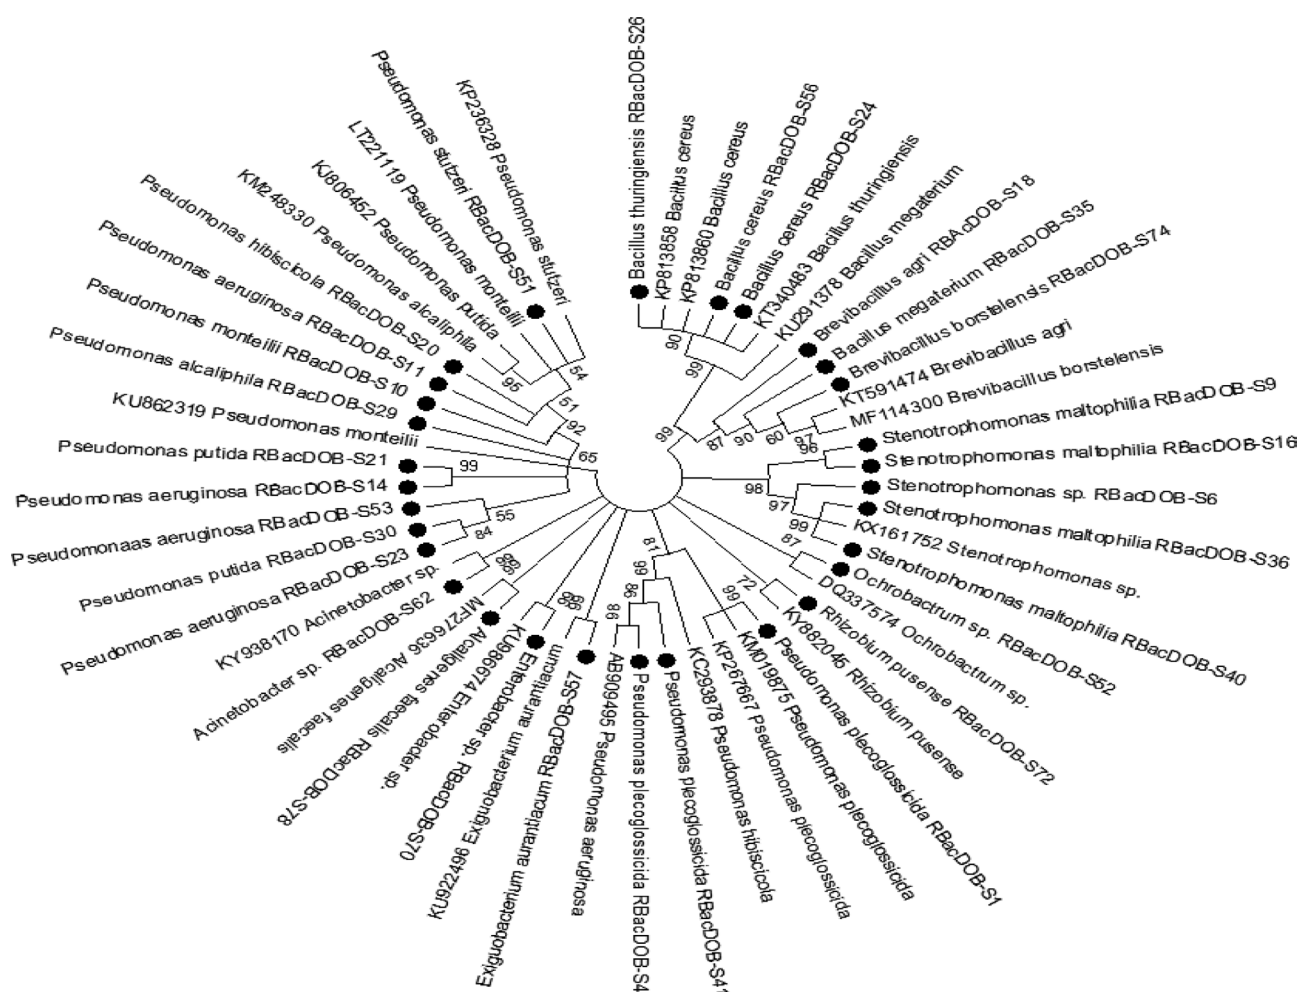 Bacillus thuringiensis RBacDOB-S26
KP813858 Bacillus cereus
KP813860 Bacillus cereus
Bacillus cereus RBacDOB-S56
Bacillus cereus RBacDOB-S24
KT340483 Bacillus thuringiensis
KU291378 Bacillus megaterium
Brevibacillus agri RBAcDOB-S18
Bacillus megaterium RBacDOB-S35
Brevibacillus borstelensis RBacDOB-S74
KT591474 Brevibacillus agri
MF114300 Brevibacillus borstelensis
Stenotrophomonas maltophilia RBacDOB-S9
Stenotrophomonas maltophilia RBacDOB-S16
Stenotrophomonas sp. RBacDOB-S6
Stenotrophomonas maltophilia RBacDOB-S36
KX161752 Stenotrophomonas sp.
Stenotrophomonas maltophilia RBacDOB-S40
Ochrobactrum sp. RBacDOB-S52
DQ337574 Ochrobactrum sp.
Rhizobium pusense RBacDOB-S72
KY882045 Rhizobium pusense
Pseudomonas plecoglossicida RBacDOB-S1
KM019875 Pseudomonas plecoglossicida
KP267667 Pseudomonas plecoglossicida
KC293878 Pseudomonas hibiscicola
Pseudomonas plecoglossicida RBacDOB-S41
Pseudomonas plecoglossicida RBacDOB-S4
AB909495 Pseudomonas aeruginosa
Exiguobacterium aurantiacum RBacDOB-S57
KU922496 Exiguobacterium aurantiacum
Enterobacter sp. RBacDOB-S70
KU986674 Enterobacter sp.
Alcaligenes faecalis RBacDOB-S78
MF276636 Alcaligenes faecalis
Acinetobacter sp. RBacDOB-S62
KY938170 Acinetobacter sp.
Pseudomonas aeruginosa RBacDOB-S23
Pseudomonas putida RBacDOB-S30
Pseudomonaas aeruginosa RBacDOB-S53
Pseudomonas aeruginosa RBacDOB-S14
Pseudomonas putida RBacDOB-S21
KU862319 Pseudomonas monteilii
Pseudomonas alcaliphila RBacDOB-S29
Pseudomonas monteilii RBacDOB-S10
Pseudomonas aeruginosa RBacDOB-S11
Pseudomonas hibiscicola RBacDOB-S20
KM248330 Pseudomonas alcaliphila
KJ806452 Pseudomonas putida
LT221119 Pseudomonas monteilii
Pseudomonas stutzeri RBacDOB-S51
KP236328 Pseudomonas stutzeri
90
99
99
87
90
60
97
96
98
97
99
87
72
99
81
99
98
98
99
99
99
99
84
55
99
65
92
51
95
54